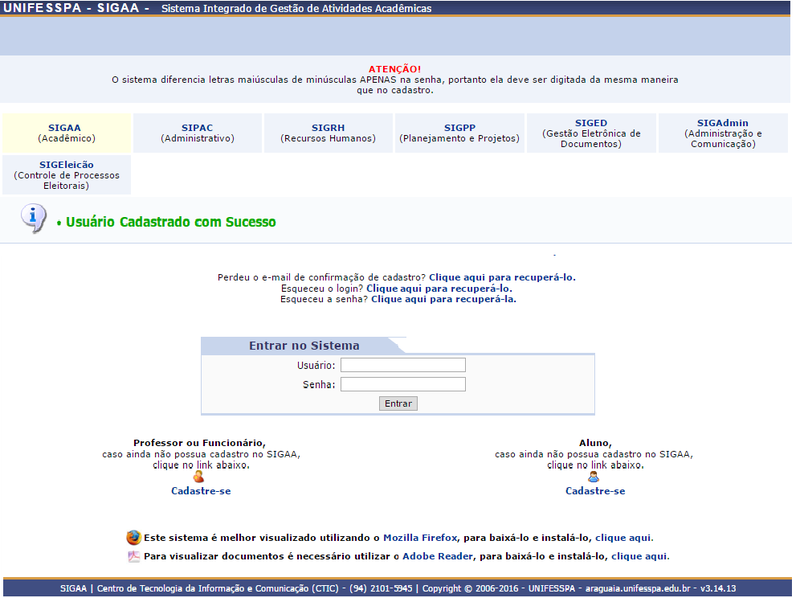 UNIFESSPA - SIGAA - Sistema Integrado de Gestão de Atividades Acadêmicas
ATENÇÃO!
O sistema diferencia letras maiúsculas de minúsculas APENAS na senha, portanto ela deve ser digitada da mesma maneira
que no cadastro.
SIGAA
(Acadêmico)
SIPAC
(Administrativo)
SIGRH
(Recursos Humanos)
SIGPP
(Planejamento e Projetos)
SIGED
(Gestão Eletrônica de
Documentos)
SIGAdmin
(Administração e
Comunicação)
SIGEleicão
(Controle de Processos
Eleitorais)
• Usuário Cadastrado com Sucesso
Perdeu o e-mail de confirmação de cadastro? Clique aqui para recuperá-lo.
Esqueceu o login? Clique aqui para recuperá-lo.
Esqueceu a senha? Clique aqui para recuperá-la.
Entrar no Sistema
Usuário:
Senha:
Entrar
Professor ou Funcionário,
caso ainda não possua cadastro no SIGAA,
clique no link abaixo.
Cadastre-se
Aluno,
caso ainda não possua cadastro no SIGAA,
clique no link abaixo.
Cadastre-se
Este sistema é melhor visualizado utilizando o Mozilla Firefox, para baixá-lo e instalá-lo, clique aqui.
Para visualizar documentos é necessário utilizar o Adobe Reader, para baixá-lo e instalá-lo, clique aqui.
SIGAA | Centro de Tecnologia da Informação e Comunicação (CTIC) - (94) 2101-5945 | Copyright © 2006-2016 - UNIFESSPA - araguaia.unifesspa.edu.br - v3.14.13